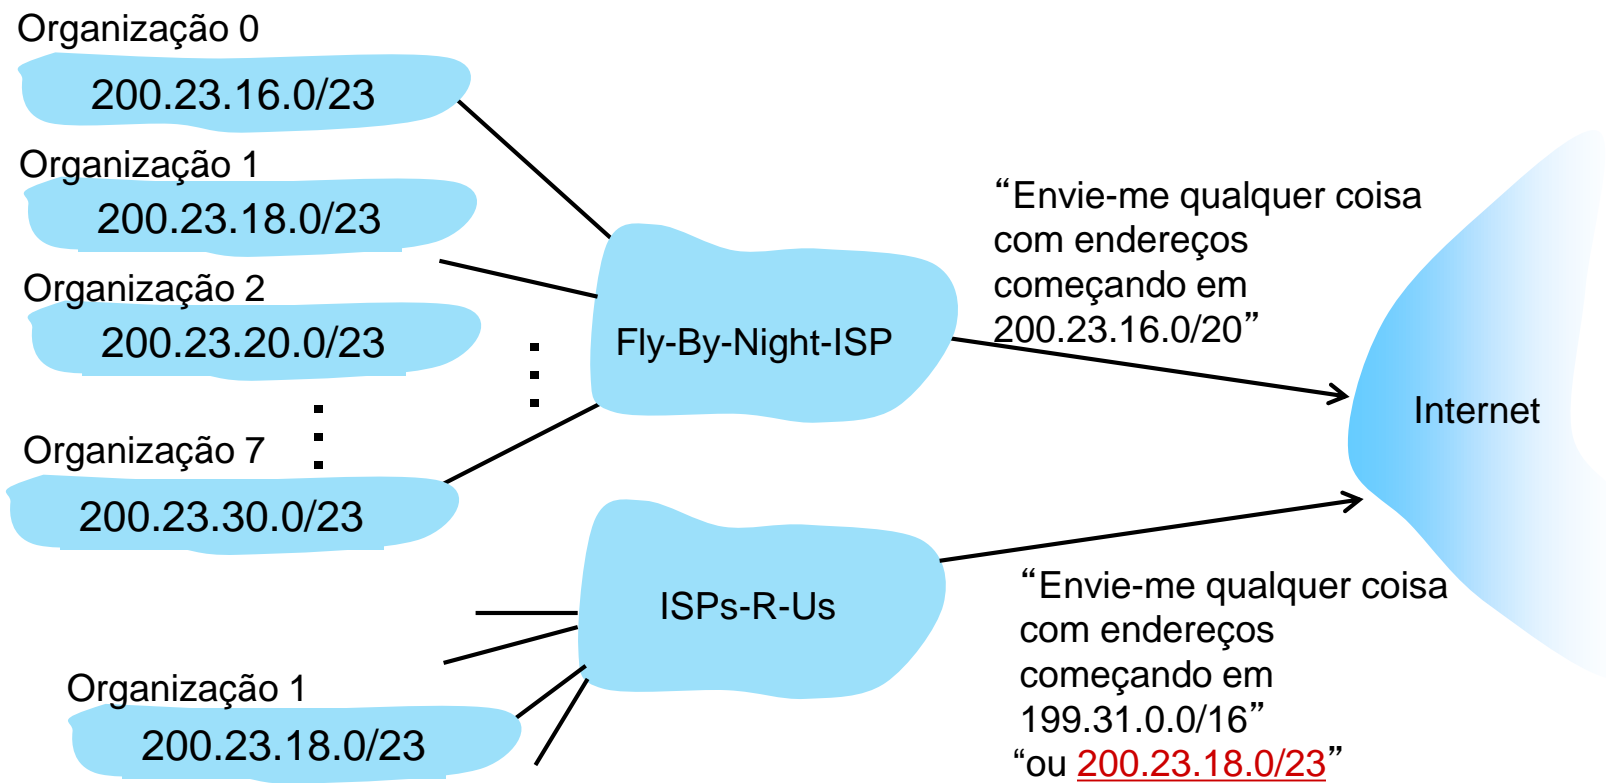 Organização 0
200.23.16.0/23
Organização 1
200.23.18.0/23
Organização 2
200.23.20.0/23
Organização 7
200.23.30.0/23
Fly-By-Night-ISP
“Envie-me qualquer coisa
com endereços
começando em
200.23.16.0/20”
Internet
ISPs-R-Us
Organização 1
200.23.18.0/23
“Envie-me qualquer coisa
com endereços
começando em
199.31.0.0/16”
“ou 200.23.18.0/23”